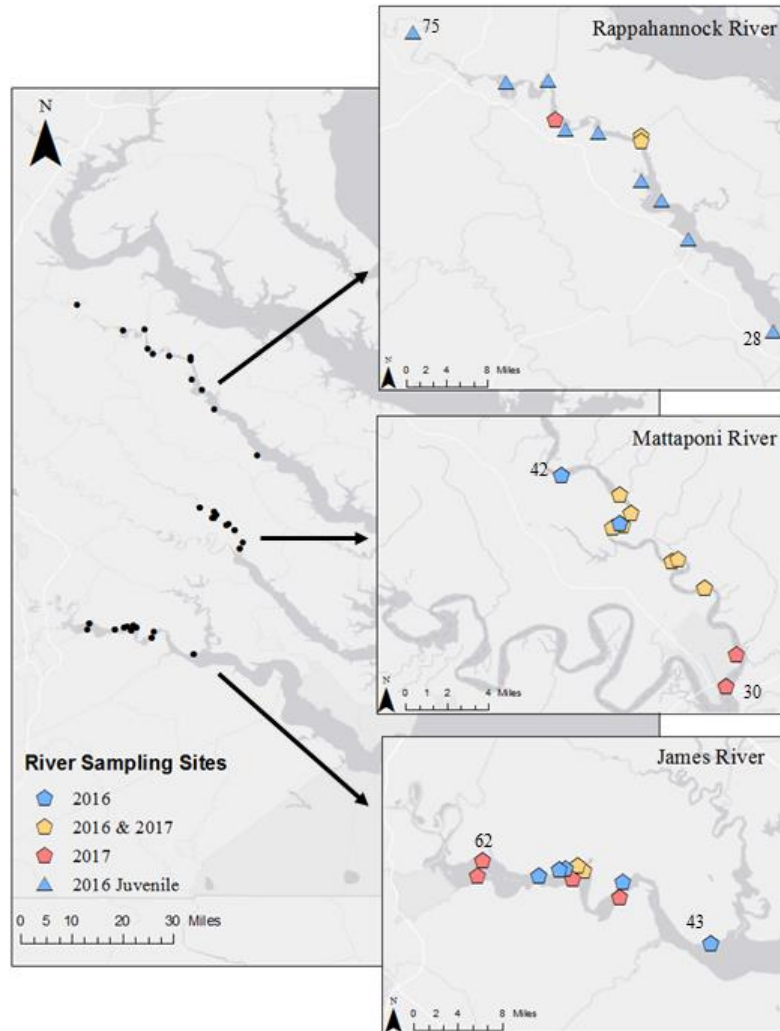 N
River Sampling Sites
2016
2016 & 2017
2017
2016 Juvenile
0 10 20 30 Miles
Rappahannock River
75
28
N
0 2 4 8 Miles
Mattaponi River
42
30
N
0 1 2 4 Miles
James River
62
43
N
0 2 4 8 Miles